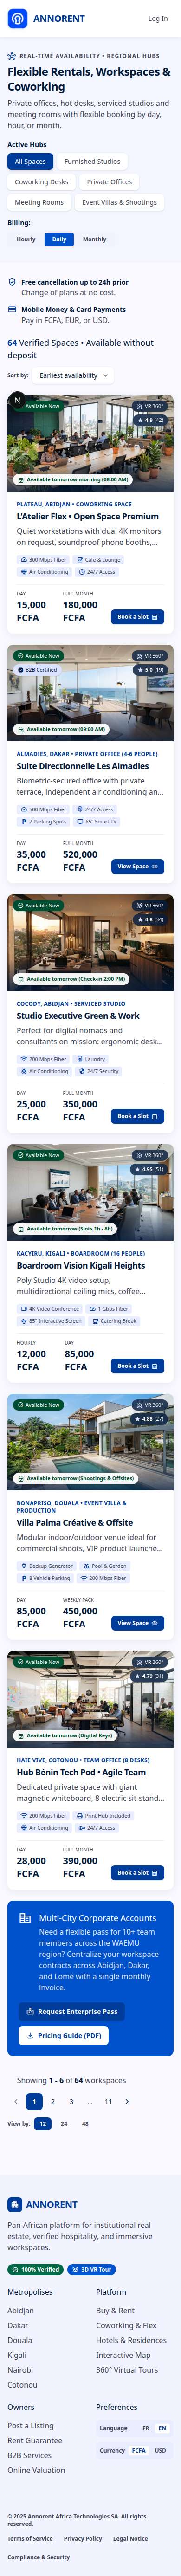 ANNORENT
Log In
REAL-TIME AVAILABILITY • REGIONAL HUBS
Flexible Rentals, Workspaces &
Coworking
Private offices, hot desks, serviced studios and
meeting rooms with flexible booking by day,
hour, or month.
Active Hubs
All Spaces
Furnished Studios
Coworking Desks
Private Offices
Meeting Rooms
Event Villas & Shootings
Billing:
Hourly
Daily
Monthly
Free cancellation up to 24h prior
Change of plans at no cost.
Mobile Money & Card Payments
Pay in FCFA, EUR, or USD.
64 Verified Spaces • Available without
deposit
Sort by:
Earliest availability
N
Available Now
VR 360°
4.9 (42)
Available tomorrow morning (08:00 AM)
PLATEAU, ABIDJAN • COWORKING SPACE
L'Atelier Flex • Open Space Premium
Quiet workstations with dual 4K monitors
on request, soundproof phone booths,…
300 Mbps Fiber
Cafe & Lounge
Air Conditioning
24/7 Access
DAY
FULL MONTH
15,000
FCFA
180,000
FCFA
Book a Slot
Available Now
VR 360°
B2B Certified
5.0 (19)
Available tomorrow (09:00 AM)
ALMADIES, DAKAR • PRIVATE OFFICE (4-6 PEOPLE)
Suite Directionnelle Les Almadies
Biometric-secured office with private
terrace, independent air conditioning an…
500 Mbps Fiber
24/7 Access
2 Parking Spots
65" Smart TV
DAY
FULL MONTH
35,000
FCFA
520,000
FCFA
View Space
Available Now
VR 360°
4.8 (34)
Available tomorrow (Check-in 2:00 PM)
COCODY, ABIDJAN • SERVICED STUDIO
Studio Executive Green & Work
Perfect for digital nomads and
consultants on mission: ergonomic desk…
200 Mbps Fiber
Laundry
Air Conditioning
24/7 Security
DAY
FULL MONTH
25,000
FCFA
350,000
FCFA
Book a Slot
Available Now
VR 360°
4.95 (51)
Available tomorrow (Slots 1h - 8h)
KACYIRU, KIGALI • BOARDROOM (16 PEOPLE)
Boardroom Vision Kigali Heights
Poly Studio 4K video setup,
multidirectional ceiling mics, coffee…
4K Video Conference
1 Gbps Fiber
85" Interactive Screen
Catering Break
HOURLY
DAY
12,000
FCFA
85,000
FCFA
Book a Slot
Available Now
VR 360°
4.88 (27)
Available tomorrow (Shootings & Offsites)
BONAPRISO, DOUALA • EVENT VILLA &
PRODUCTION
Villa Palma Créative & Offsite
Modular indoor/outdoor venue ideal for
commercial shoots, VIP product launche…
Backup Generator
Pool & Garden
8 Vehicle Parking
200 Mbps Fiber
DAY
WEEKLY PACK
85,000
FCFA
450,000
FCFA
View Space
Available Now
VR 360°
4.79 (31)
Available tomorrow (Digital Keys)
HAIE VIVE, COTONOU • TEAM OFFICE (8 DESKS)
Hub Bénin Tech Pod • Agile Team
Dedicated private space with giant
magnetic whiteboard, 8 electric sit-stand…
200 Mbps Fiber
Print Hub Included
Air Conditioning
24/7 Access
DAY
FULL MONTH
28,000
FCFA
390,000
FCFA
Book a Slot
Multi-City Corporate Accounts
Need a flexible pass for 10+ team
members across the WAEMU
region? Centralize your workspace
contracts across Abidjan, Dakar,
and Lomé with a single monthly
invoice.
Request Enterprise Pass
Pricing Guide (PDF)
Showing 1 - 6 of 64 workspaces
1 2 3 … 11
View by: 12 24 48
ANNORENT
Pan-African platform for institutional real
estate, verified hospitality, and immersive
workspaces.
100% Verified
3D VR Tour
Metropolises
Platform
Abidjan
Buy & Rent
Dakar
Coworking & Flex
Douala
Hotels & Residences
Kigali
Interactive Map
Nairobi
360° Virtual Tours
Cotonou
Owners
Preferences
Post a Listing
Language FR EN
Rent Guarantee
B2B Services
Currency FCFA USD
Online Valuation
© 2025 Annorent Africa Technologies SA. All rights
reserved.
Terms of Service
Privacy Policy
Legal Notice
Compliance & Security